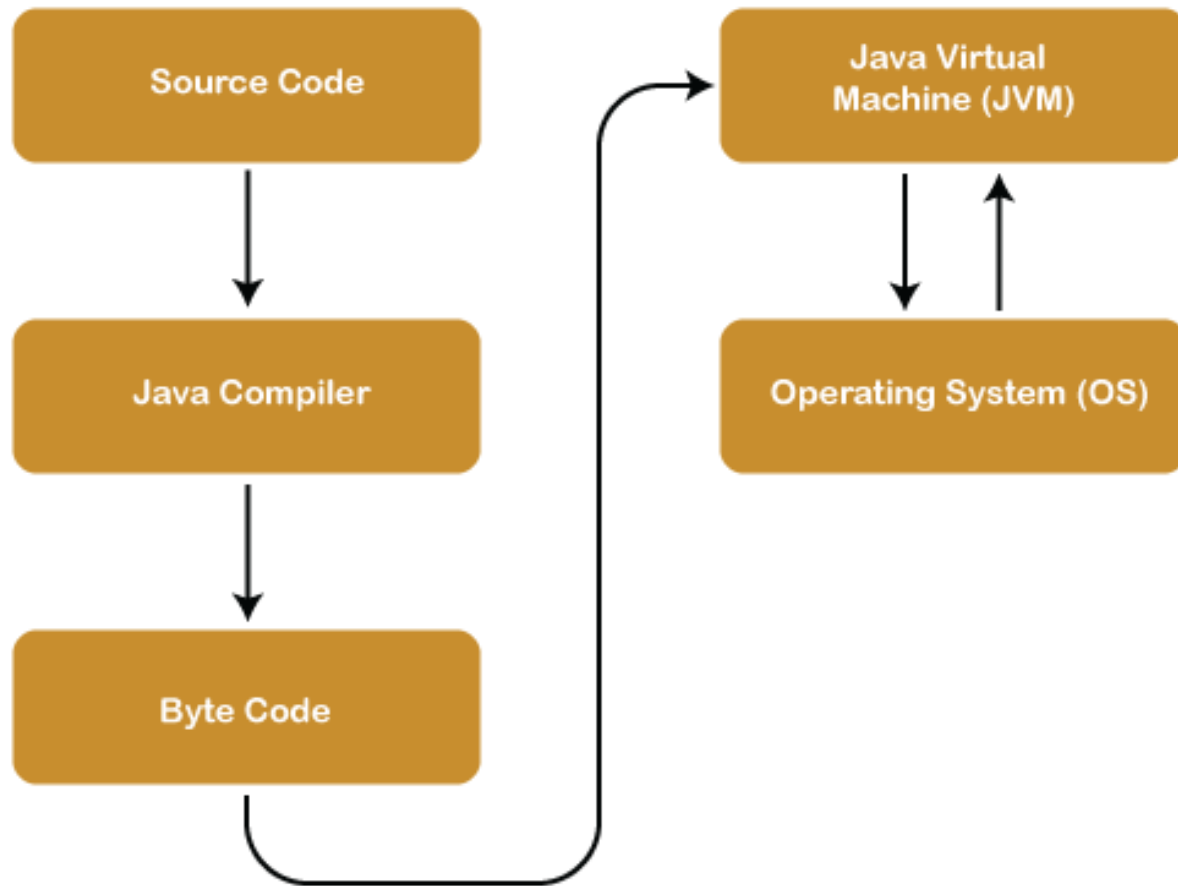 Source Code
Java Compiler
Byte Code
Java Virtual
Machine (JVM)
Operating System (OS)